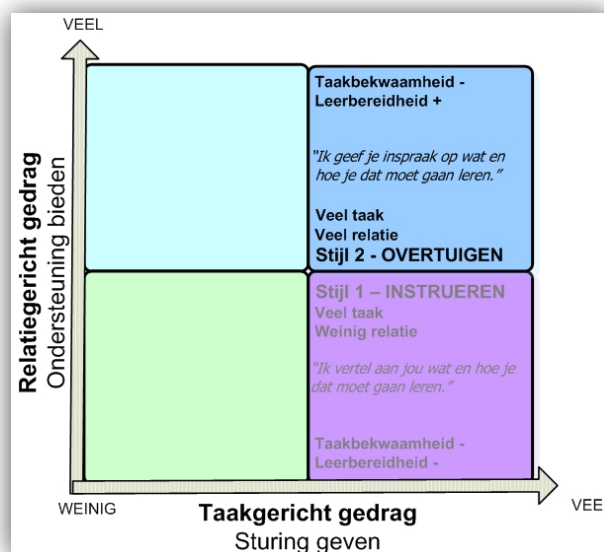 VEEL
Taakbekwaamheid -
Leerbereidheid +
"Ik geef je inspraak op wat en
hoe je dat moet gaan leren."
Veel taak
Veel relatie
Stijl 2 - OVERTUIGEN
Stijl 1 – INSTRUEREN
Veel taak
Weinig relatie
"Ik vertel aan jou wat en hoe je
dat moet gaan leren."
Taakbekwaamheid -
Leerbereidheid -
Relatiegericht gedrag
Ondersteuning bieden
WEINIG
VEE
Taakgericht gedrag
Sturing geven